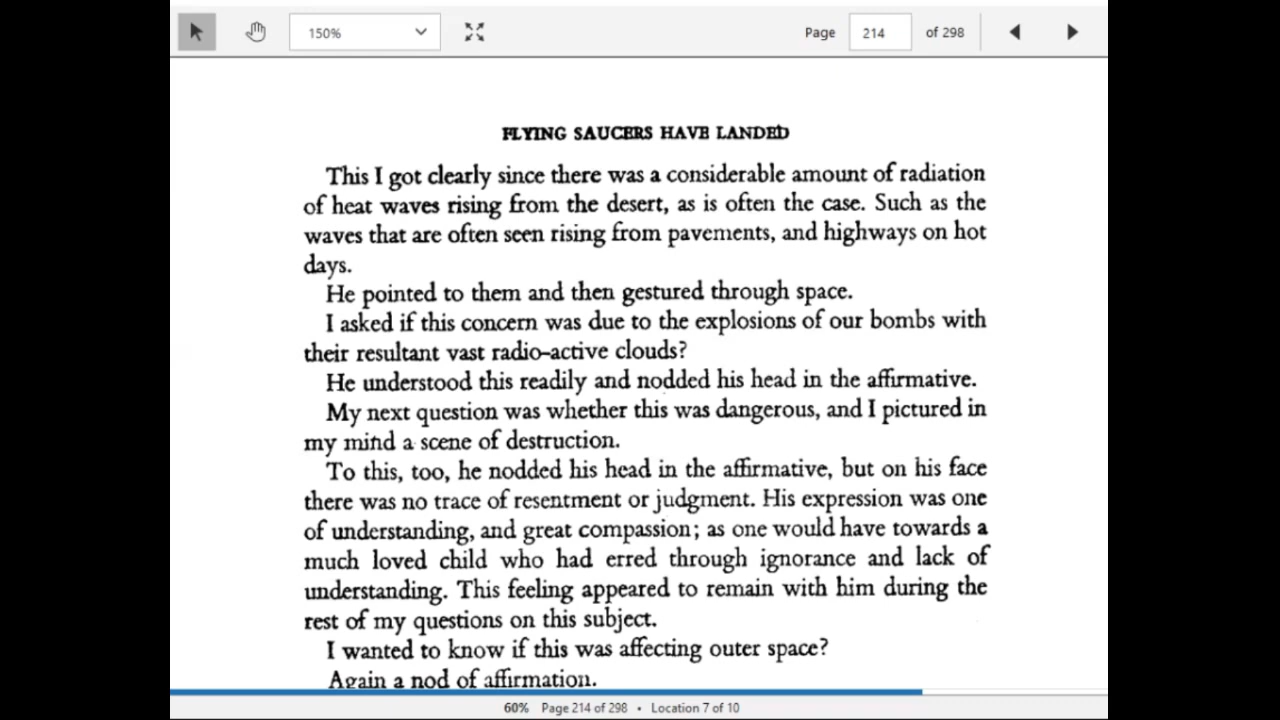 150%
Page 214 of 298
FLYING SAUCERS HAVE LANDED
This I got clearly since there was a considerable amount of radiation
of heat waves rising from the desert, as is often the case. Such as the
waves that are often seen rising from pavements, and highways on hot
days.
He pointed to them and then gestured through space.
I asked if this concern was due to the explosions of our bombs with
their resultant vast radio-active clouds?
He understood this readily and nodded his head in the affirmative.
My next question was whether this was dangerous, and I pictured in
my mind a scene of destruction.
To this, too, he nodded his head in the affirmative, but on his face
there was no trace of resentment or judgment. His expression was one
of understanding, and great compassion; as one would have towards a
much loved child who had erred through ignorance and lack of
understanding. This feeling appeared to remain with him during the
rest of my questions on this subject.
I wanted to know if this was affecting outer space?
Again a nod of affirmation.
60% Page 214 of 298 • Location 7 of 10